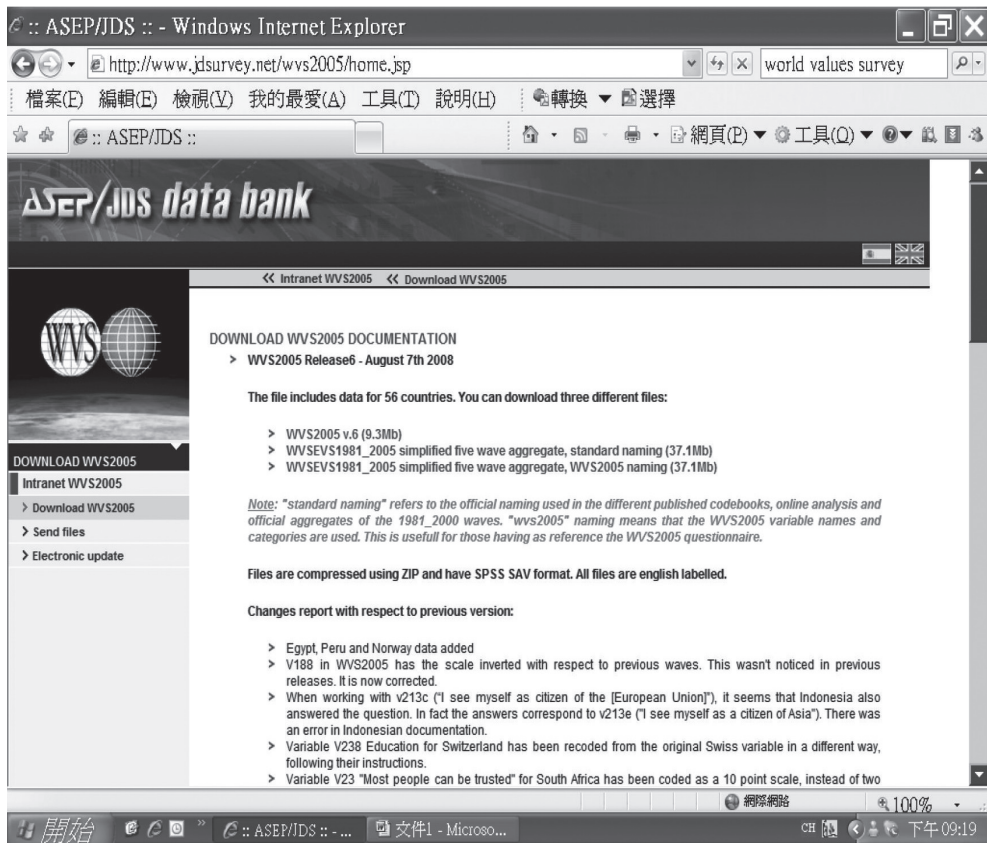 :: ASEP/JDS :: - Windows Internet Explorer
http://www.jdsurvey.net/wvs2005/home.jsp world values survey
檔案(F) 編輯(E) 檢視(V) 我的最愛(A) 工具(T) 說明(H) 轉換 選擇
:: ASEP/JDS :: 網頁(P) 工具(O)
ASEP/JDS data bank
<< Intranet WVS2005 << Download WVS2005
WVS
DOWNLOAD WVS2005
Intranet WVS2005
> Download WVS2005
> Send files
> Electronic update
DOWNLOAD WVS2005 DOCUMENTATION
> WVS2005 Release6 - August 7th 2008
The file includes data for 56 countries. You can download three different files:
> WVS2005 v.6 (9.3Mb)
> WVSEVS1981_2005 simplified five wave aggregate, standard naming (37.1Mb)
> WVSEVS1981_2005 simplified five wave aggregate, WVS2005 naming (37.1Mb)
Note: "standard naming" refers to the official naming used in the different published codebooks, online analysis and
official aggregates of the 1981_2000 waves. "wvs2005" naming means that the WVS2005 variable names and
categories are used. This is usefull for those having as reference the WVS2005 questionnaire.
Files are compressed using ZIP and have SPSS SAV format. All files are english labelled.
Changes report with respect to previous version:
> Egypt, Peru and Norway data added
> V188 in WVS2005 has the scale inverted with respect to previous waves. This wasn't noticed in previous
releases. It is now corrected.
> When working with v213c ("I see myself as citizen of the [European Union]"), it seems that Indonesia also
answered the question. In fact the answers correspond to v213e ("I see myself as a citizen of Asia"). There was
an error in Indonesian documentation.
> Variable V238 Education for Switzerland has been recoded from the original Swiss variable in a different way,
following their instructions.
> Variable V23 "Most people can be trusted" for South Africa has been coded as a 10 point scale, instead of two
網際網路 100%
開始 :: ASEP/JDS :: - ... 文件1 - Microso... CH 下午 09:19